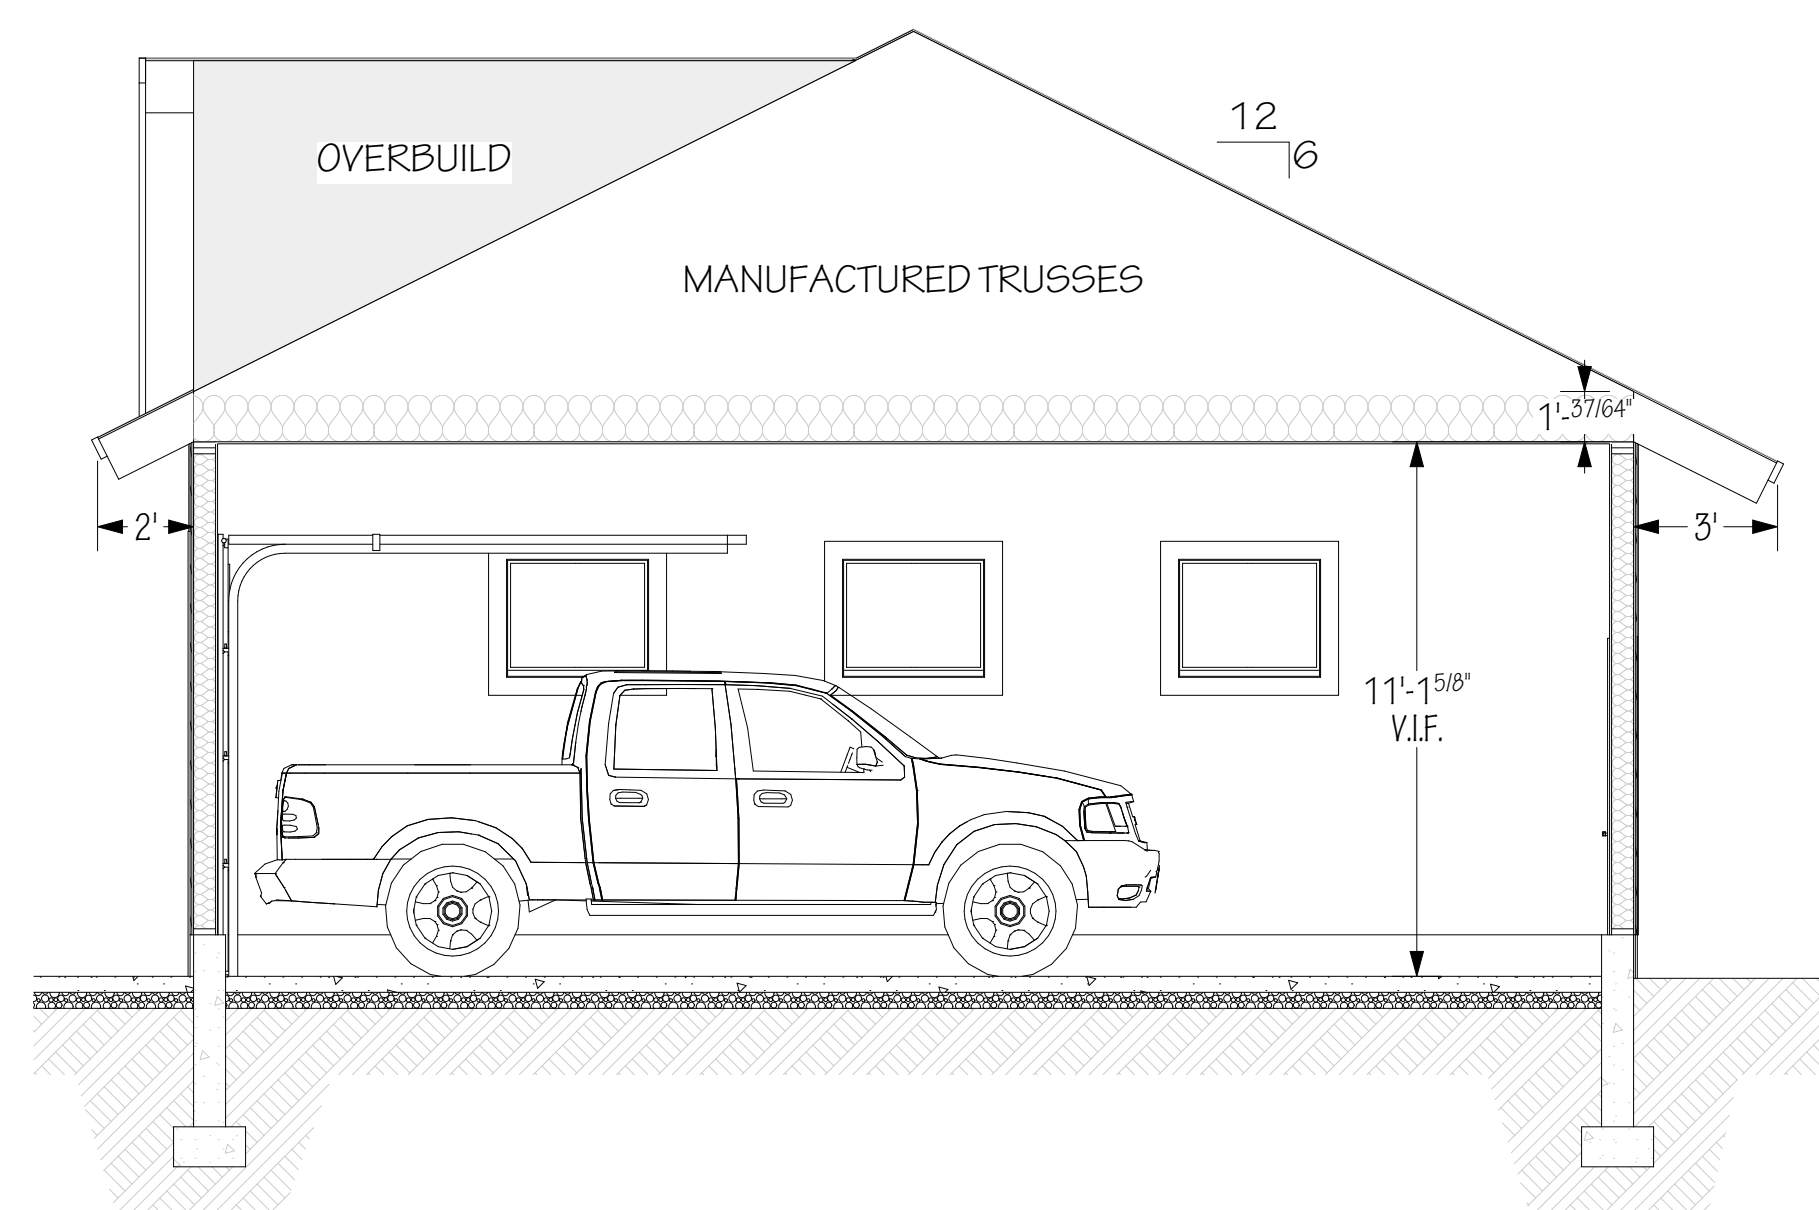 12
6
OVERBUILD
MANUFACTURED TRUSSES
1'-37/64"
2'
3'
11'-1 5/8"
V.I.F.